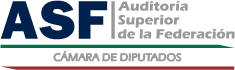 ASF
Auditoría
Superior
de la Federación
CÁMARA DE DIPUTADOS